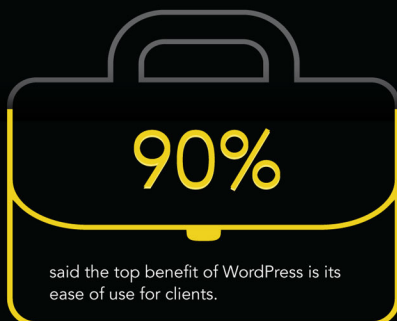 90%
said the top benefit of WordPress is its
ease of use for clients.